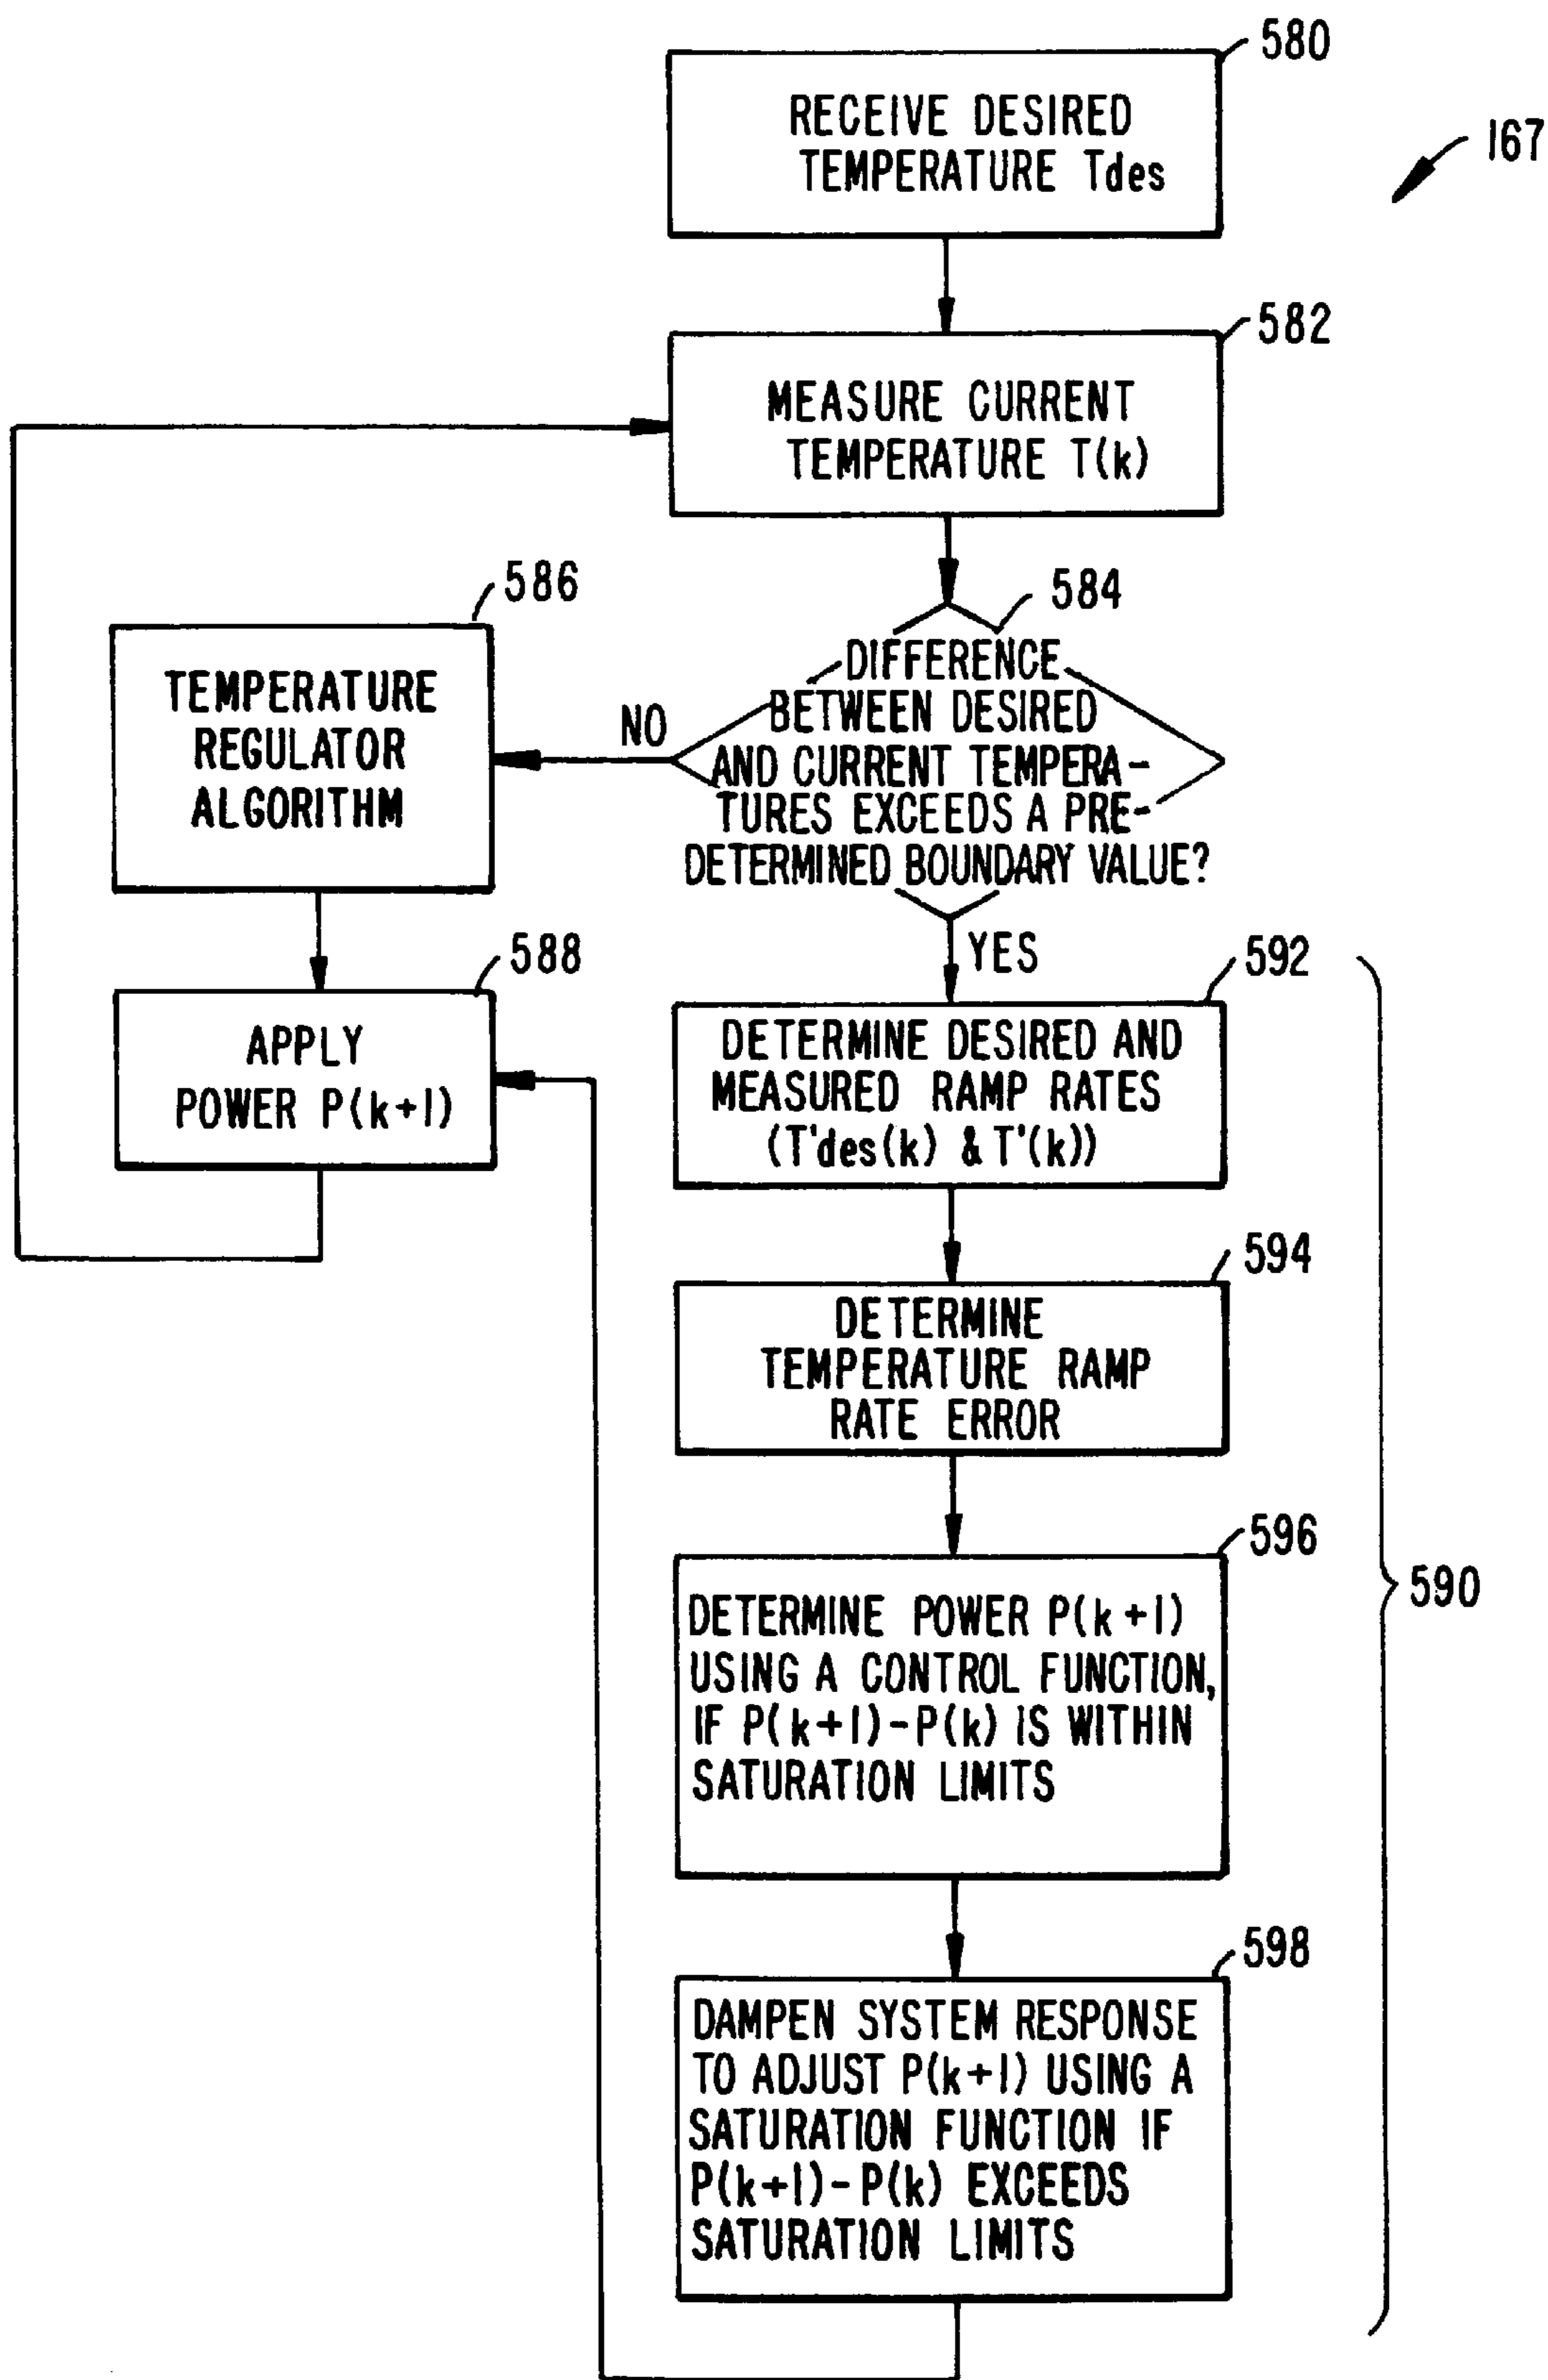 580
RECEIVE DESIRED
TEMPERATURE Tdes
167
582
MEASURE CURRENT
TEMPERATURE T(k)
584
DIFFERENCE
BETWEEN DESIRED
AND CURRENT TEMPERA-
TURES EXCEEDS A PRE-
DETERMINED BOUNDARY VALUE?
NO
YES
586
TEMPERATURE
REGULATOR
ALGORITHM
588
APPLY
POWER P(k+1)
592
DETERMINE DESIRED AND
MEASURED RAMP RATES
(T'des(k) & T'(k))
594
DETERMINE
TEMPERATURE RAMP
RATE ERROR
596
DETERMINE POWER P(k+1)
USING A CONTROL FUNCTION,
IF P(k+1)-P(k) IS WITHIN
SATURATION LIMITS
590
598
DAMPEN SYSTEM RESPONSE
TO ADJUST P(k+1) USING A
SATURATION FUNCTION IF
P(k+1)-P(k) EXCEEDS
SATURATION LIMITS